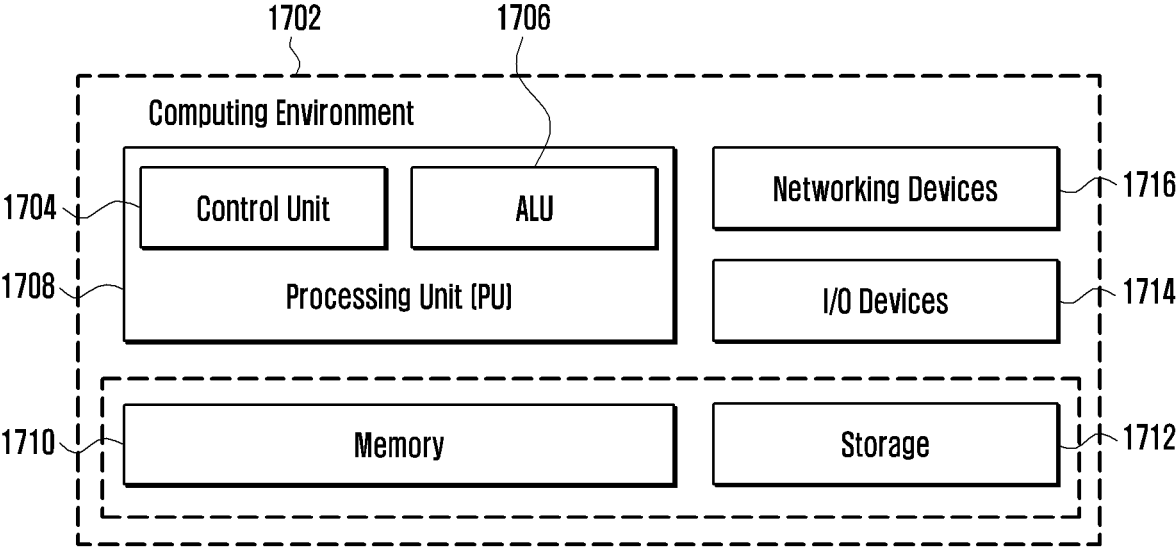 1702
1706
Computing Environment
1704
Control Unit
ALU
Networking Devices
1716
1708
Processing Unit (PU)
I/O Devices
1714
1710
Memory
Storage
1712